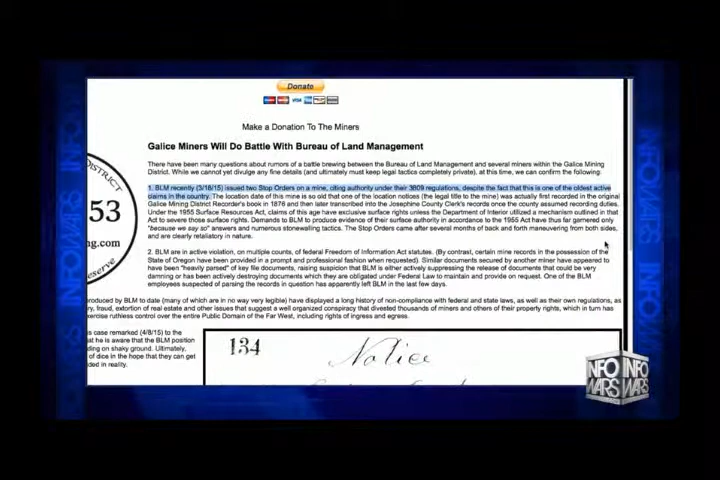 Donate
VISA
Make a Donation To The Miners
Galice Miners Will Do Battle With Bureau of Land Management
There have been many questions about rumors of a battle brewing between the Bureau of Land Management and several miners within the Galice Mining
District. While we cannot yet divulge any fine details (and ultimately must keep legal tactics completely private), at this time, we can confirm the following:
1. BLM recently (3/18/15) issued two Stop Orders on a mine, citing authority under their 3809 regulations, despite the fact that this is one of the oldest active
claims in the country. The location date of this mine is so old that one of the location notices (the legal title to the mine) was actually first recorded in the original
Galice Mining District Recorder's book in 1876 and then later transcribed into the Josephine County Clerk's records once the county assumed recording duties.
Under the 1955 Surface Resources Act, claims of this age have exclusive surface rights unless the Department of Interior utilized a mechanism outlined in that
Act to severe those surface rights. Demands to BLM to produce evidence of their surface authority in accordance to the 1955 Act have thus far garnered only
"because we say so" answers and numerous stonewalling tactics. The Stop Orders came after several months of back and forth maneuvering from both sides,
and are clearly retaliatory in nature.
2. BLM are in active violation, on multiple counts, of federal Freedom of Information Act statutes. (By contrast, certain mine records in the possession of the
State of Oregon have been provided in a prompt and professional fashion when requested). Similar documents secured by another miner have appeared to
have been "heavily parsed" of key file documents, raising suspicion that BLM is either actively suppressing the release of documents that could be very
damning or has been actively destroying documents which they are obligated under Federal Law to maintain and provide on request. One of the BLM
employees suspected of parsing the records in question has apparently left BLM in the last few days.
produced by BLM to date (many of which are in no way very legible) have displayed a long history of non-compliance with federal and state laws, as well as their own regulations, as
ry, fraud, extortion of real estate and other issues that suggest a well organized conspiracy that divested thousands of miners and others of their property rights, which in turn
exercise ruthless control over the entire Public Domain of the Far West, including rights of ingress and egress.
is case remarked (4/8/15) to the
at he is aware that the BLM position
ding on shaky ground. Ultimately,
of dice in the hope that they can get
ded in reality.
DISTRICT
53
ng.com
eserve
134
Notice
INFO WARS
INFO WARS